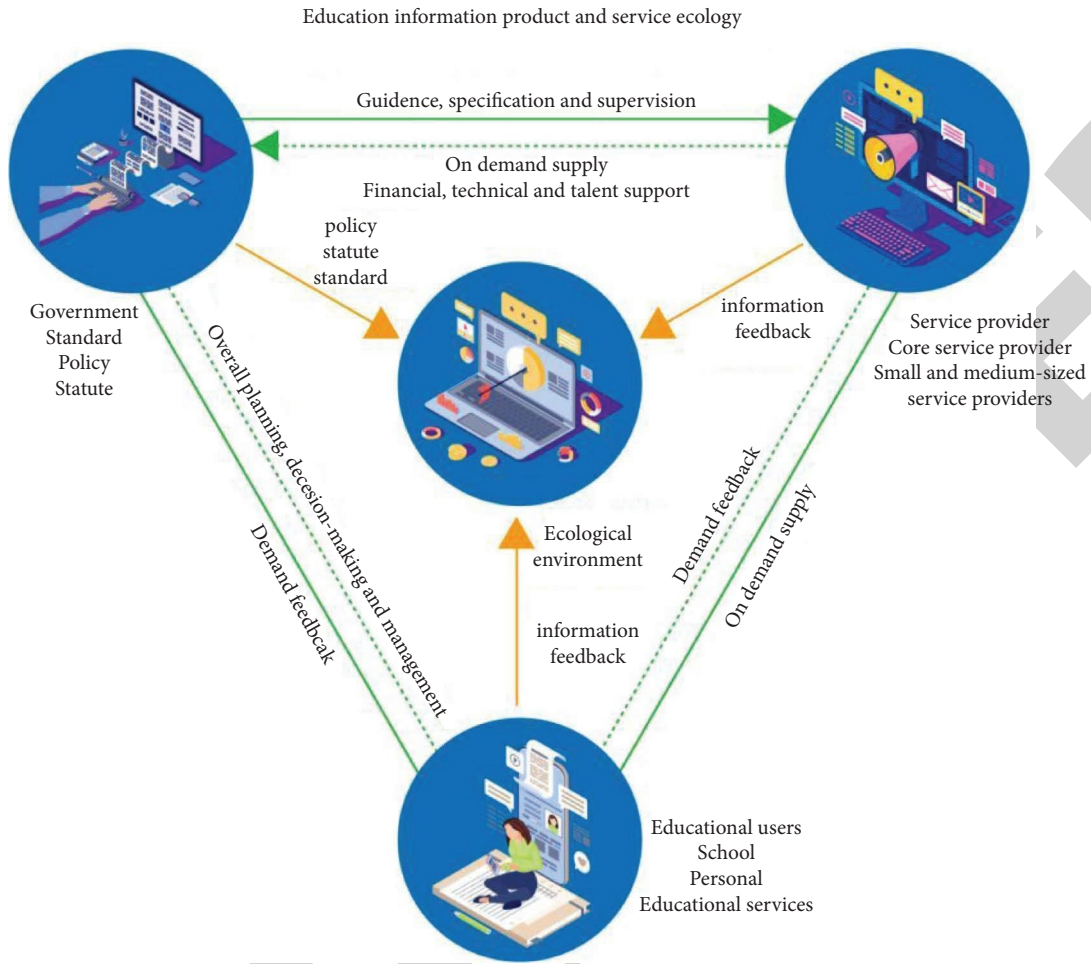 Education information product and service ecology
Guidence, specification and supervision
On demand supply
Financial, technical and talent support
policy
statute
standard
information
feedback
Government
Standard
Policy
Statute
Service provider
Core service provider
Small and medium-sized
service providers
Overall planning, decesion-making and management
Demand feedbcak
Demand feedback
On demand supply
Ecological
environment
information
feedback
Educational users
School
Personal
Educational services